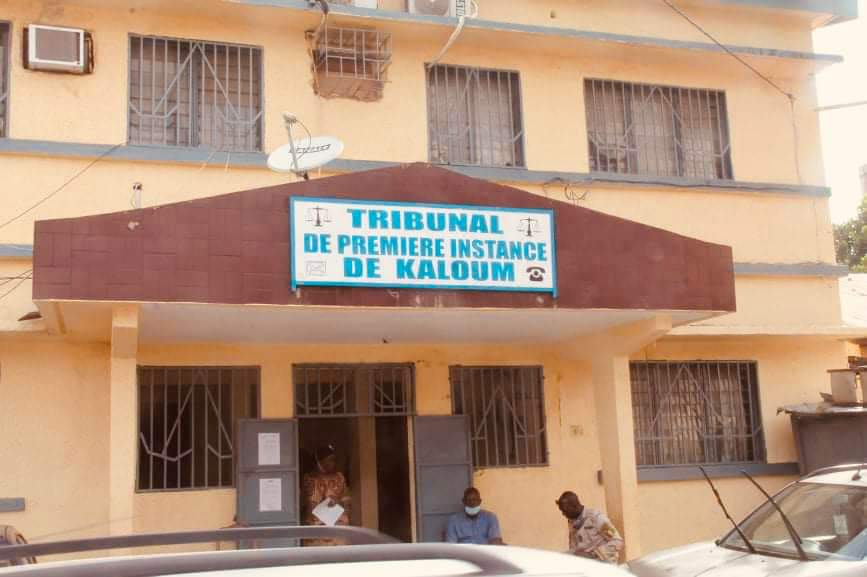 TRIBUNAL
DE PREMIERE INSTANCE
DE KALOUM